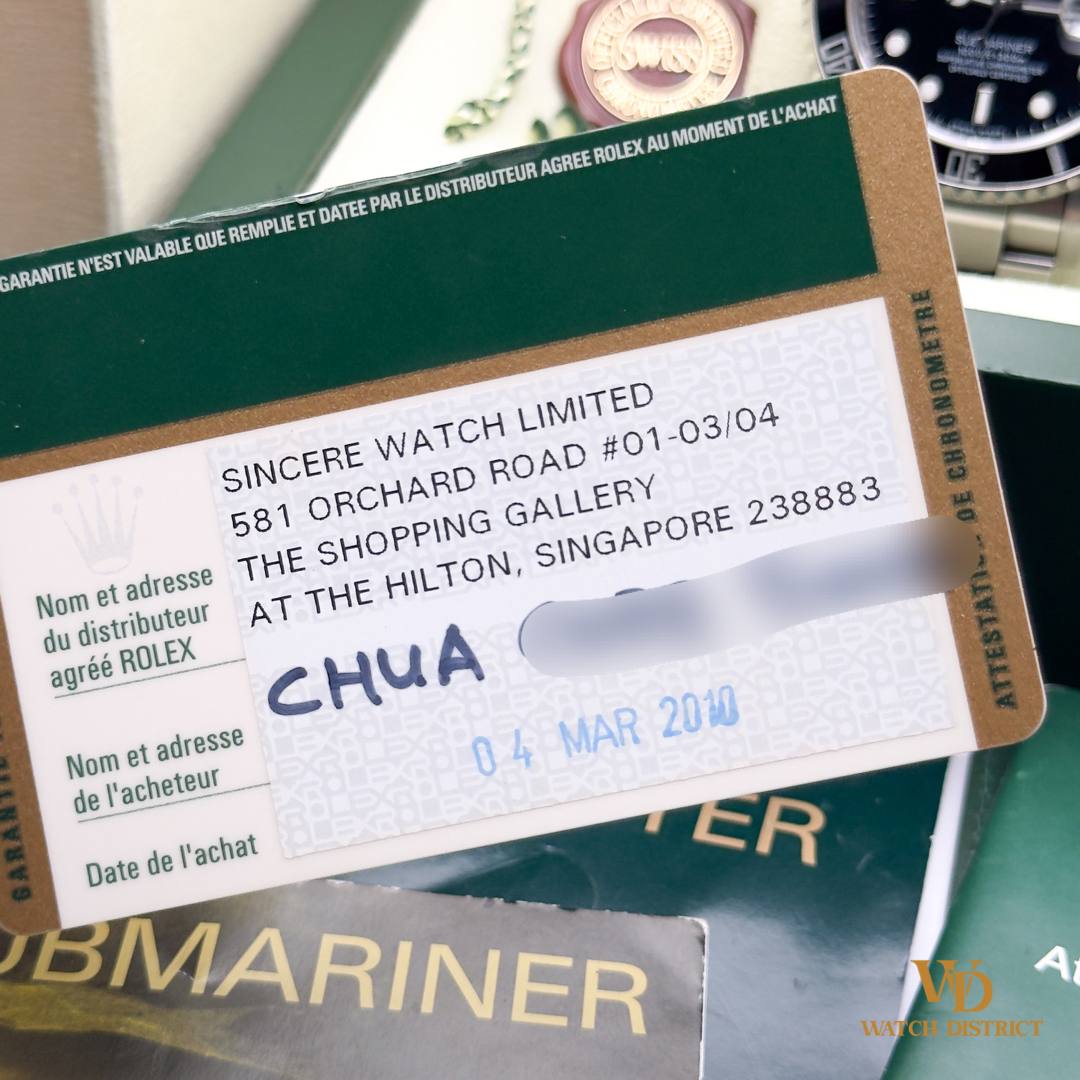 SWISS
SUBMARINER
GARANTIE N'EST VALABLE QUE REMPLIE ET DATEE PAR LE DISTRIBUTEUR AGREE ROLEX AU MOMENT DE L'ACHAT
SINCERE WATCH LIMITED
581 ORCHARD ROAD #01-03/04
THE SHOPPING GALLERY
AT THE HILTON, SINGAPORE 238883
Nom et adresse
du distributeur
agréé ROLEX
CHUA
Nom et adresse
de l'acheteur
04 MAR 2010
Date de l'achat
ATTESTATION DE CHRONOMETRE
GARANTIE
TER
UBMARINER
WD
WATCH DISTRICT